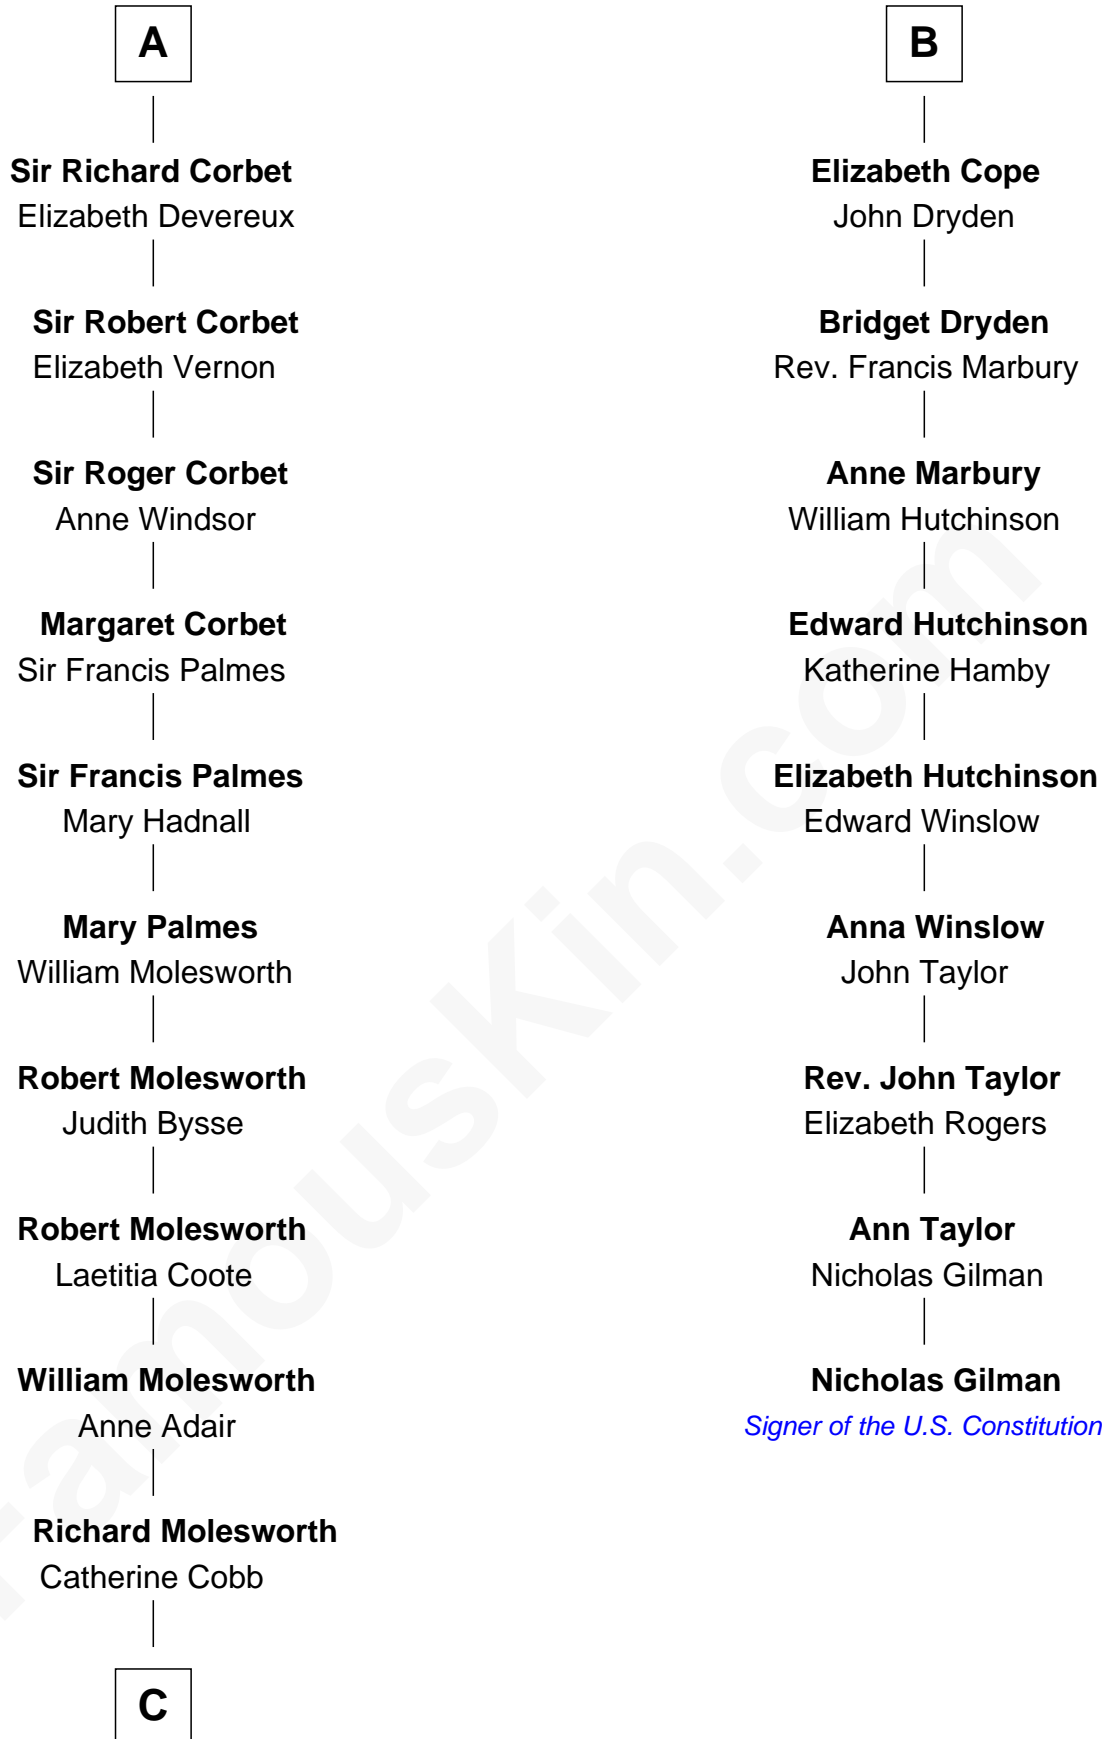 A
Sir Richard Corbet
Elizabeth Devereux
Sir Robert Corbet
Elizabeth Vernon
Sir Roger Corbet
Anne Windsor
Margaret Corbet
Sir Francis Palmes
Sir Francis Palmes
Mary Hadnall
Mary Palmes
William Molesworth
Robert Molesworth
Judith Bysse
Robert Molesworth
Laetitia Coote
William Molesworth
Anne Adair
Richard Molesworth
Catherine Cobb
C
B
Elizabeth Cope
John Dryden
Bridget Dryden
Rev. Francis Marbury
Anne Marbury
William Hutchinson
Edward Hutchinson
Katherine Hamby
Elizabeth Hutchinson
Edward Winslow
Anna Winslow
John Taylor
Rev. John Taylor
Elizabeth Rogers
Ann Taylor
Nicholas Gilman
Nicholas Gilman
Signer of the U.S. Constitution
FamousKin.com